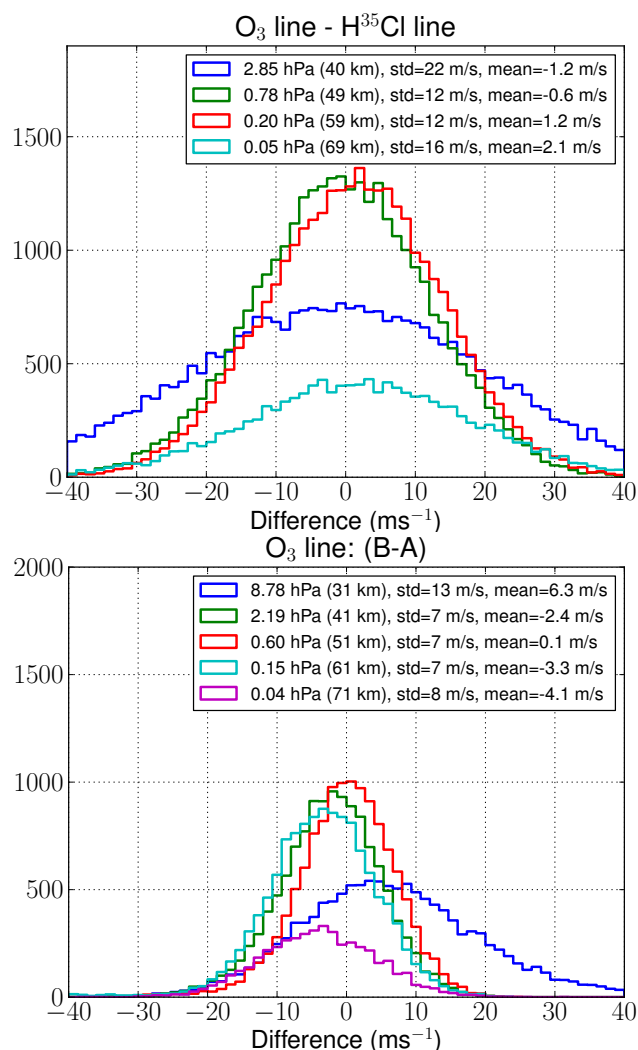 O₃ line - H³⁵Cl line
2.85 hPa (40 km), std=22 m/s, mean=-1.2 m/s
0.78 hPa (49 km), std=12 m/s, mean=-0.6 m/s
0.20 hPa (59 km), std=12 m/s, mean=1.2 m/s
0.05 hPa (69 km), std=16 m/s, mean=2.1 m/s
1500
1000
500
0
−40 −30 −20 −10 0 10 20 30 40
Difference (ms⁻¹)
O₃ line: (B-A)
2000
8.78 hPa (31 km), std=13 m/s, mean=6.3 m/s
2.19 hPa (41 km), std=7 m/s, mean=-2.4 m/s
0.60 hPa (51 km), std=7 m/s, mean=0.1 m/s
0.15 hPa (61 km), std=7 m/s, mean=-3.3 m/s
0.04 hPa (71 km), std=8 m/s, mean=-4.1 m/s
1500
1000
500
0
−40 −30 −20 −10 0 10 20 30 40
Difference (ms⁻¹)